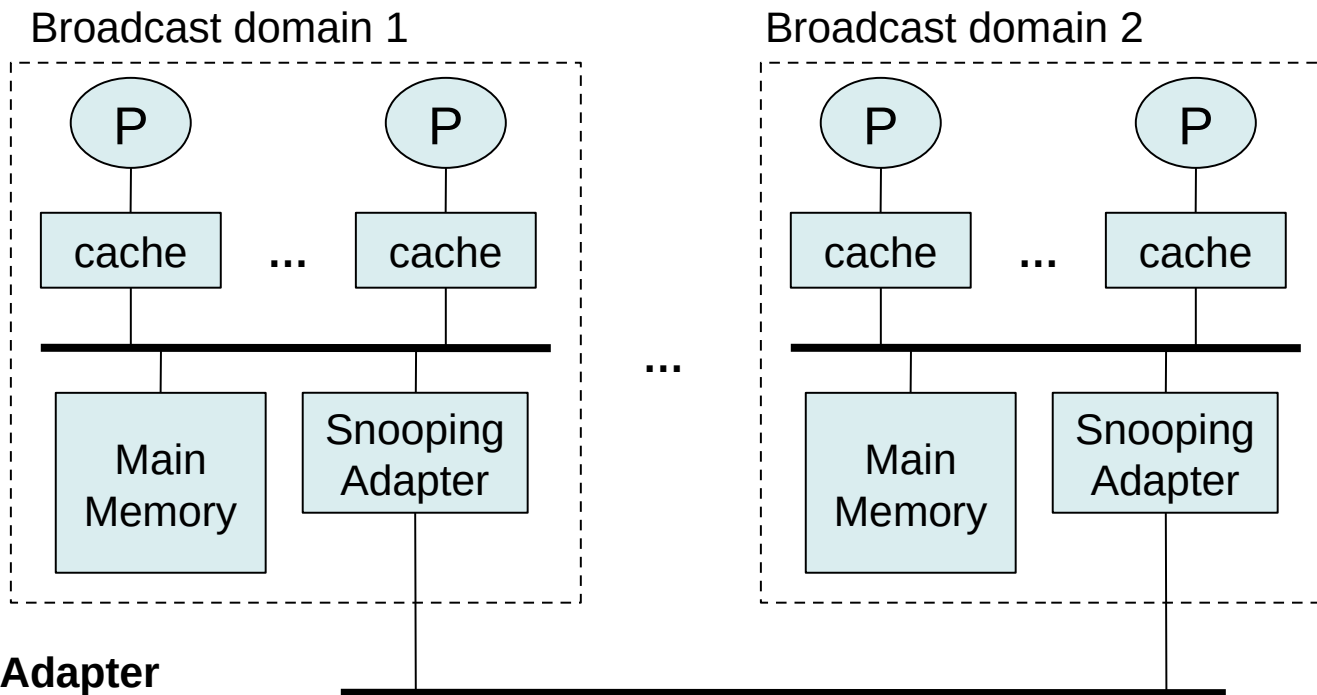 Broadcast domain 1
Broadcast domain 2
P
P
P
P
cache
...
cache
cache
...
cache
...
Main
Memory
Snooping
Adapter
Main
Memory
Snooping
Adapter
Adapter